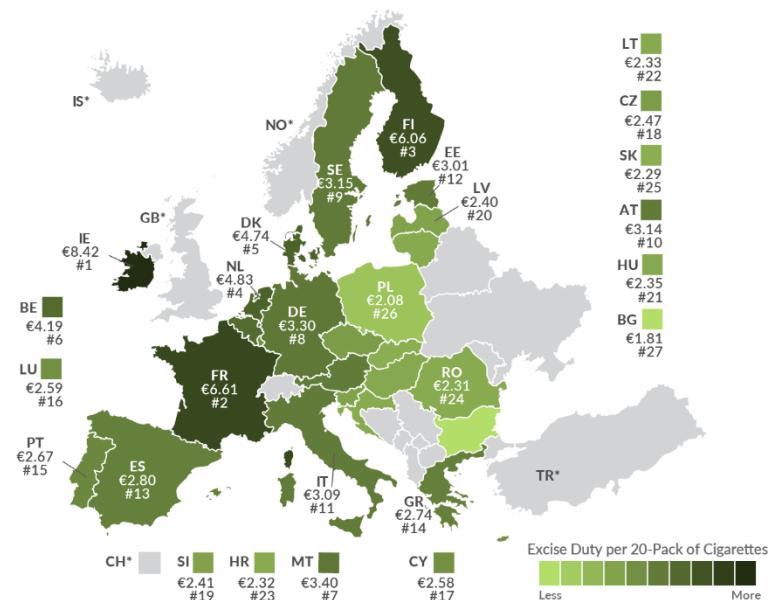 IS*
NO*
FI
€6.06
#3
SE
€3.15
#9
EE
€3.01
#12
LV
€2.40
#20
GB*
IE
€8.42
#1
DK
€4.74
#5
NL
€4.83
#4
BE
€4.19
#6
LU
€2.59
#16
DE
€3.30
#8
PL
€2.08
#26
FR
€6.61
#2
RO
€2.31
#24
PT
€2.67
#15
ES
€2.80
#13
IT
€3.09
#11
GR
€2.74
#14
TR*
LT
€2.33
#22
CZ
€2.47
#18
SK
€2.29
#25
AT
€3.14
#10
HU
€2.35
#21
BG
€1.81
#27
CH*
SI
€2.41
#19
HR
€2.32
#23
MT
€3.40
#7
CY
€2.58
#17
Excise Duty per 20-Pack of Cigarettes
Less
More